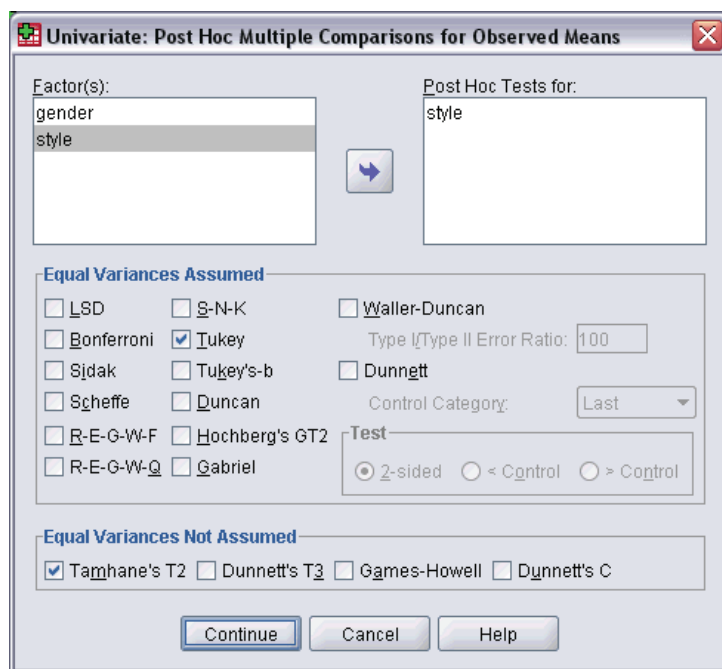 Univariate: Post Hoc Multiple Comparisons for Observed Means
Factor(s):
gender
style
Post Hoc Tests for:
style
Equal Variances Assumed
LSD S-N-K Waller-Duncan
Bonferroni Tukey Type I/Type II Error Ratio: 100
Sidak Tukey's-b Dunnett
Scheffe Duncan Control Category: Last
R-E-G-W-F Hochberg's GT2 Test
R-E-G-W-Q Gabriel 2-sided < Control > Control
Equal Variances Not Assumed
Tamhane's T2 Dunnett's T3 Games-Howell Dunnett's C
Continue Cancel Help